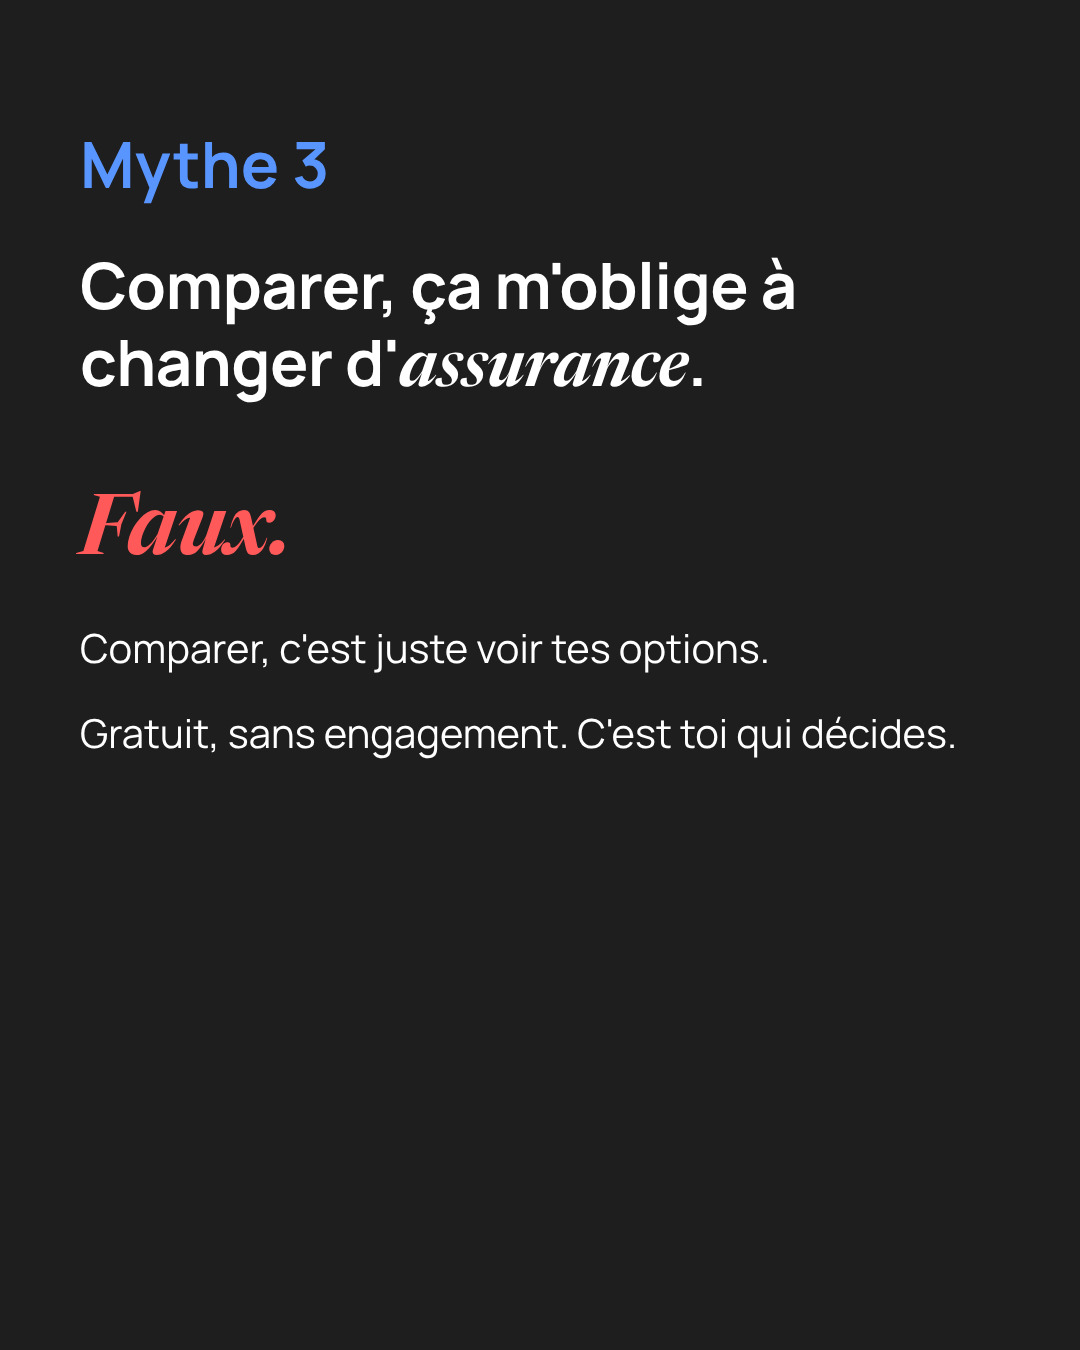 Mythe 3
Comparer, ça m'oblige à
changer d'assurance.
Faux.
Comparer, c'est juste voir tes options.
Gratuit, sans engagement. C'est toi qui décides.